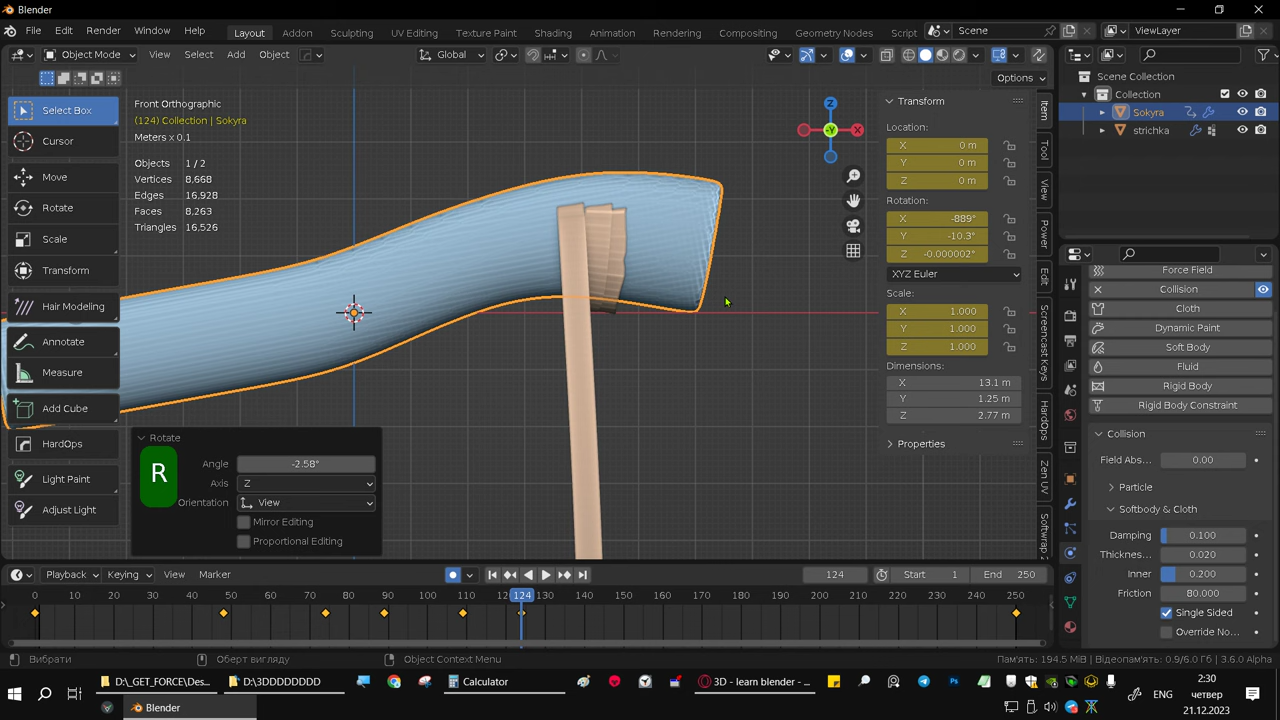 Blender
File Edit Render Window Help Layout Addon Sculpting UV Editing Texture Paint Shading Animation Rendering Compositing Geometry Nodes Script Scene ViewLayer
Object Mode View Select Add Object Global
Options
Select Box
Cursor
Move
Rotate
Scale
Transform
Hair Modeling
Annotate
Measure
Add Cube
HardOps
Light Paint
Adjust Light
Front Orthographic
(124) Collection | Sokyra
Meters x 0.1
Objects 1 / 2
Vertices 8,668
Edges 16,928
Faces 8,263
Triangles 16,526
Z
X
-Y
Transform
Location:
X 0 m
Y 0 m
Z 0 m
Rotation:
X -889°
Y -10.3°
Z -0.000002°
XYZ Euler
Scale:
X 1.000
Y 1.000
Z 1.000
Dimensions:
X 13.1 m
Y 1.25 m
Z 2.77 m
Properties
Item
Tool
View
Power
Edit
Screencast Keys
HardOps
Zen UV
Softwrap
Scene Collection
Collection
Sokyra
strichka
Force Field
Collision
Cloth
Dynamic Paint
Soft Body
Fluid
Rigid Body
Rigid Body Constraint
Collision
Field Abs... 0.00
Particle
Softbody & Cloth
Damping 0.100
Thicknes... 0.020
Inner 0.200
Friction 80.000
Single Sided
Override No...
Rotate
R
Angle -2.58°
Axis Z
Orientation View
Mirror Editing
Proportional Editing
Playback Keying View Marker 124 Start 1 End 250
0 10 20 30 40 50 60 70 80 90 100 110 124 130 140 150 160 170 180 190 200 210 220 230 240 250
Вибрати Оберт вигляду Object Context Menu Пам'ять: 194.5 MiB | Відеопам'ять: 0.9/6.0 Гб | 3.6.0 Alpha
D:\_GET_FORCE\Des... D:\3DDDDDDDD Calculator 3D - learn blender - ... 2:30
Blender ENG четвер
21.12.2023